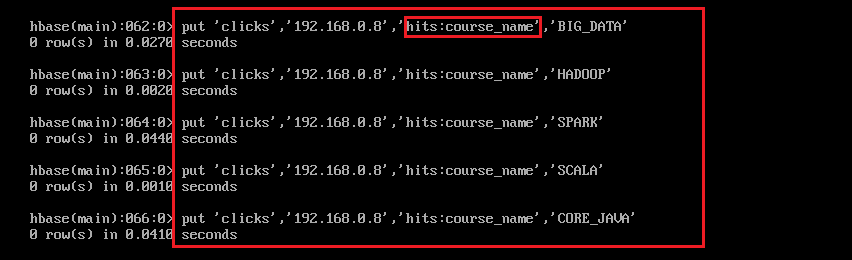 hbase(main):062:0> put 'clicks','192.168.0.8','hits:course_name','BIG_DATA'
0 row(s) in 0.0270 seconds
hbase(main):063:0> put 'clicks','192.168.0.8','hits:course_name','HADOOP'
0 row(s) in 0.0020 seconds
hbase(main):064:0> put 'clicks','192.168.0.8','hits:course_name','SPARK'
0 row(s) in 0.0440 seconds
hbase(main):065:0> put 'clicks','192.168.0.8','hits:course_name','SCALA'
0 row(s) in 0.0010 seconds
hbase(main):066:0> put 'clicks','192.168.0.8','hits:course_name','CORE_JAVA'
0 row(s) in 0.0410 seconds